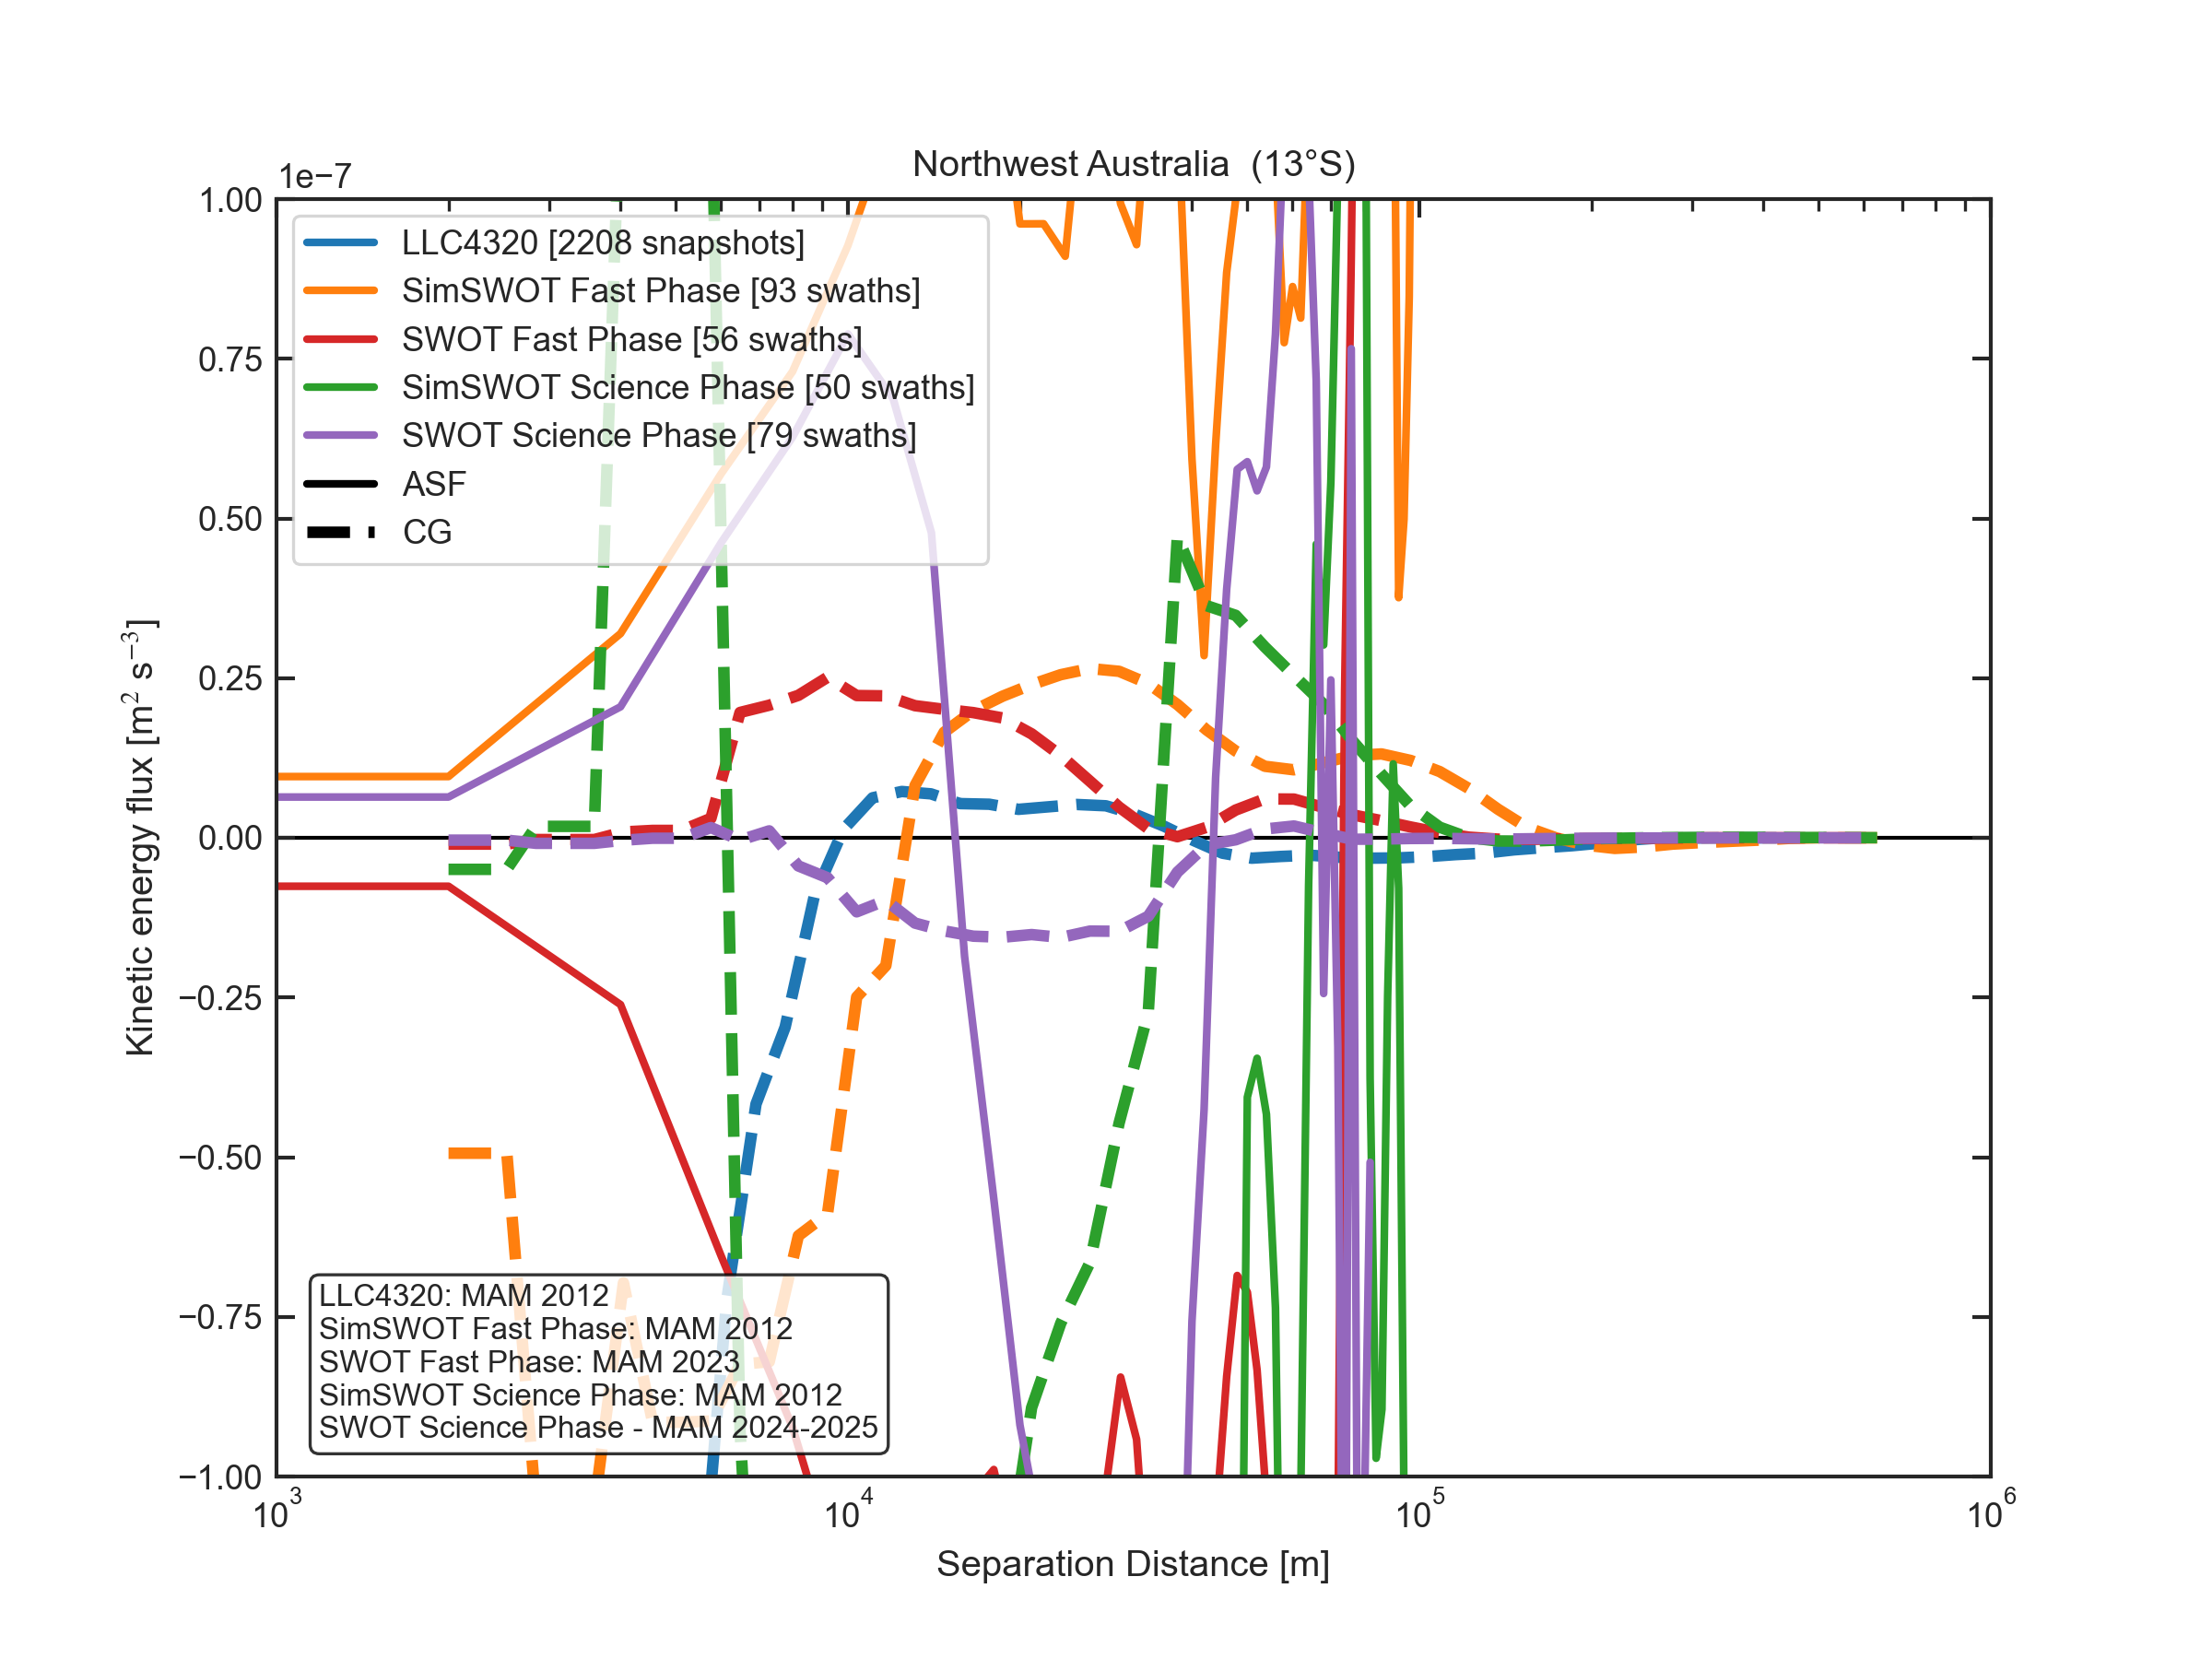 Northwest Australia (13°S)
1e−7
1.00
0.75
0.50
0.25
0.00
−0.25
−0.50
−0.75
−1.00
Kinetic energy flux [m² s⁻³]
LLC4320 [2208 snapshots]
SimSWOT Fast Phase [93 swaths]
SWOT Fast Phase [56 swaths]
SimSWOT Science Phase [50 swaths]
SWOT Science Phase [79 swaths]
ASF
CG
LLC4320: MAM 2012
SimSWOT Fast Phase: MAM 2012
SWOT Fast Phase: MAM 2023
SimSWOT Science Phase: MAM 2012
SWOT Science Phase - MAM 2024-2025
10³ 10⁴ 10⁵ 10⁶
Separation Distance [m]